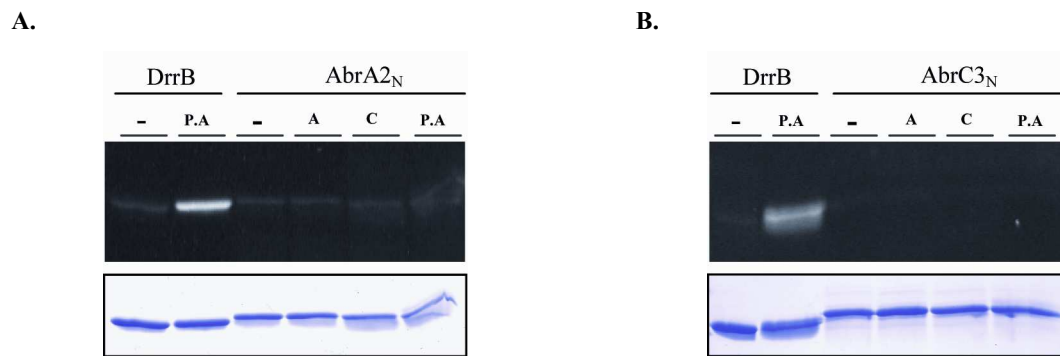 A.
DrrB AbrA2N
- P.A - A C P.A
B.
DrrB AbrC3N
- P.A - A C P.A